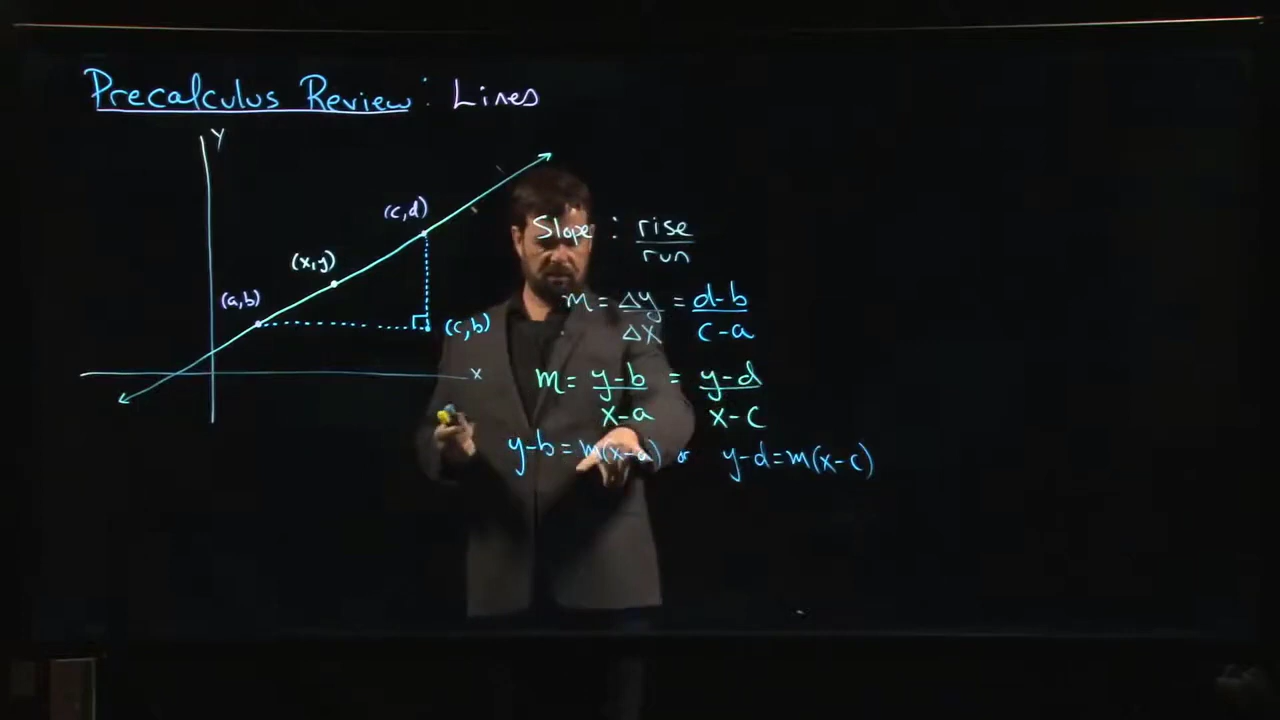 Precalculus Review: Lines
y
(c,d)
(x,y)
(a,b)
(c,b)
x
Slope : rise/run
m = Δy/Δx = d-b/c-a
m = y-b/x-a = y-d/x-c
y-b=m(x-a) or y-d=m(x-c)